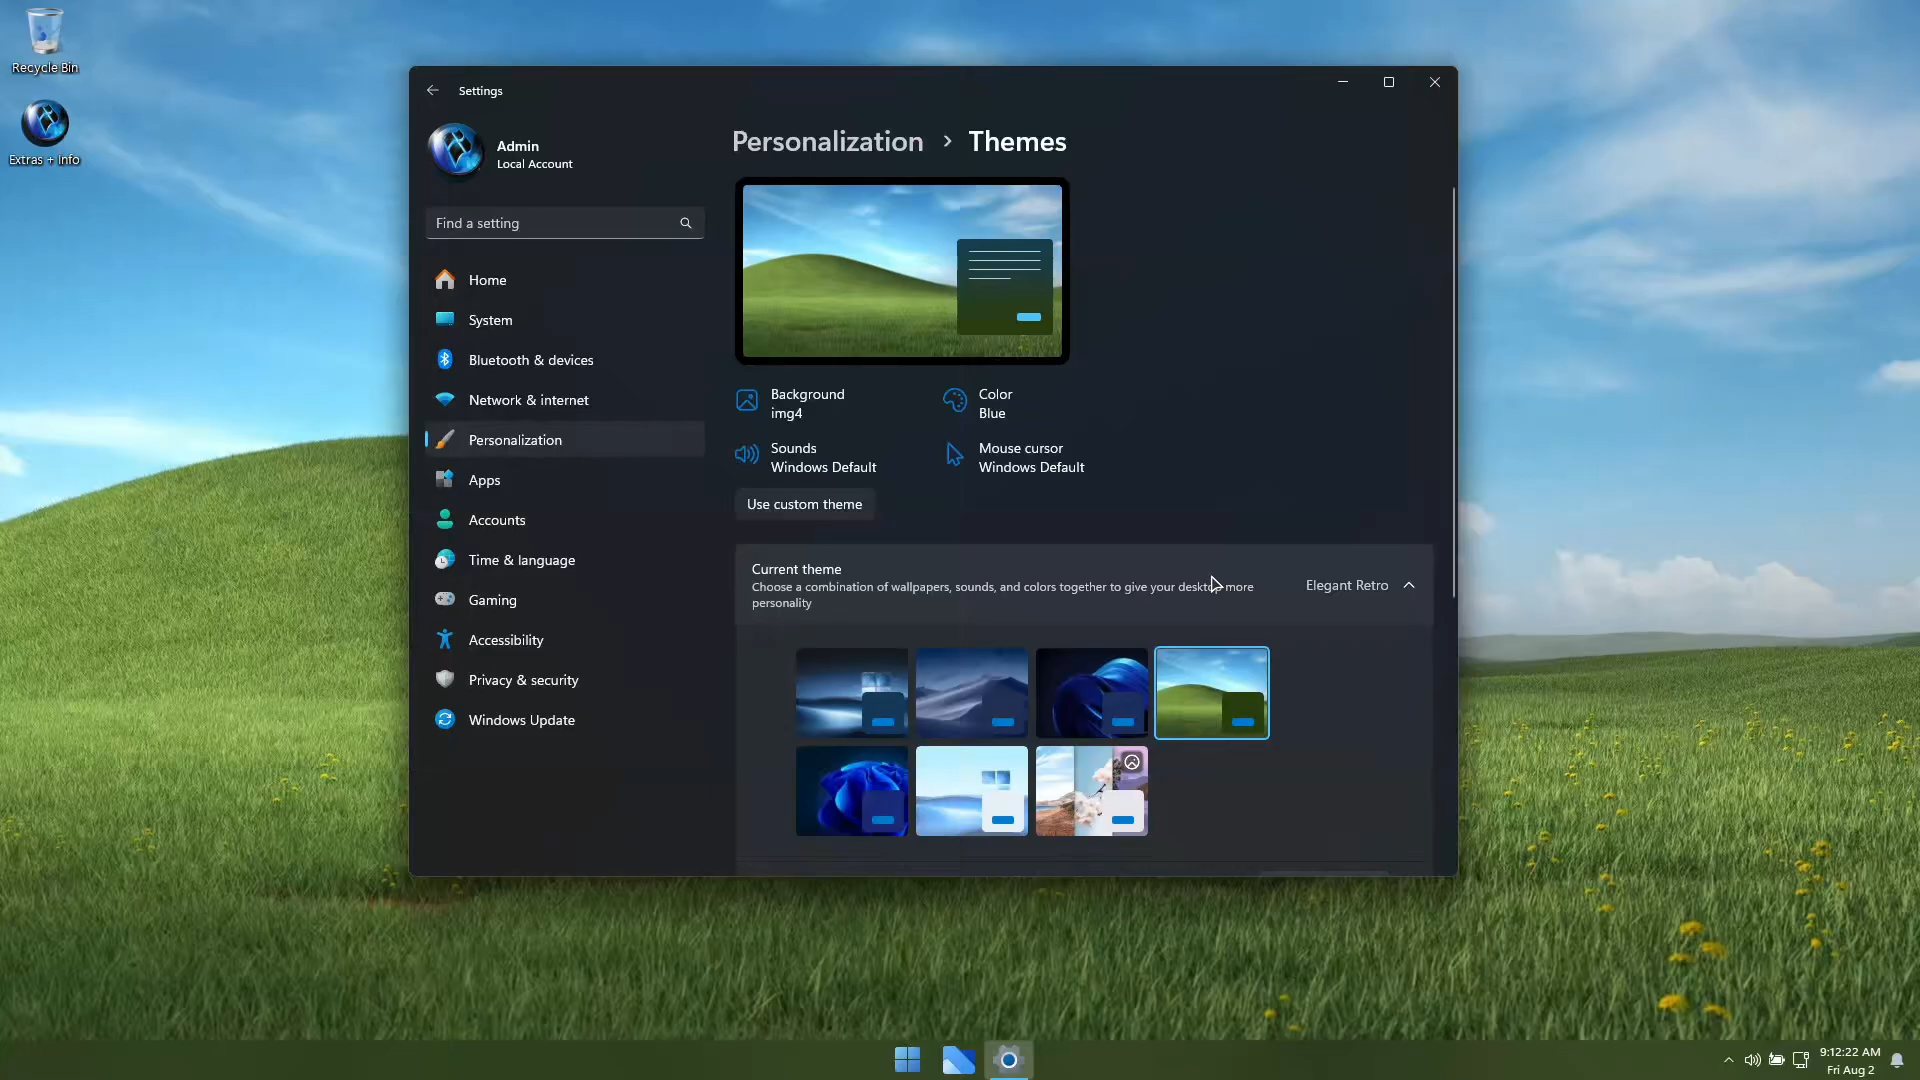 Recycle Bin
Extras + Info
Settings
Admin
Local Account
Find a setting
Home
System
Bluetooth & devices
Network & internet
Personalization
Apps
Accounts
Time & language
Gaming
Accessibility
Privacy & security
Windows Update
Personalization > Themes
Background
img4
Color
Blue
Sounds
Windows Default
Mouse cursor
Windows Default
Use custom theme
Current theme
Choose a combination of wallpapers, sounds, and colors together to give your desktop more
personality
Elegant Retro
9:12:22 AM
Fri Aug 2